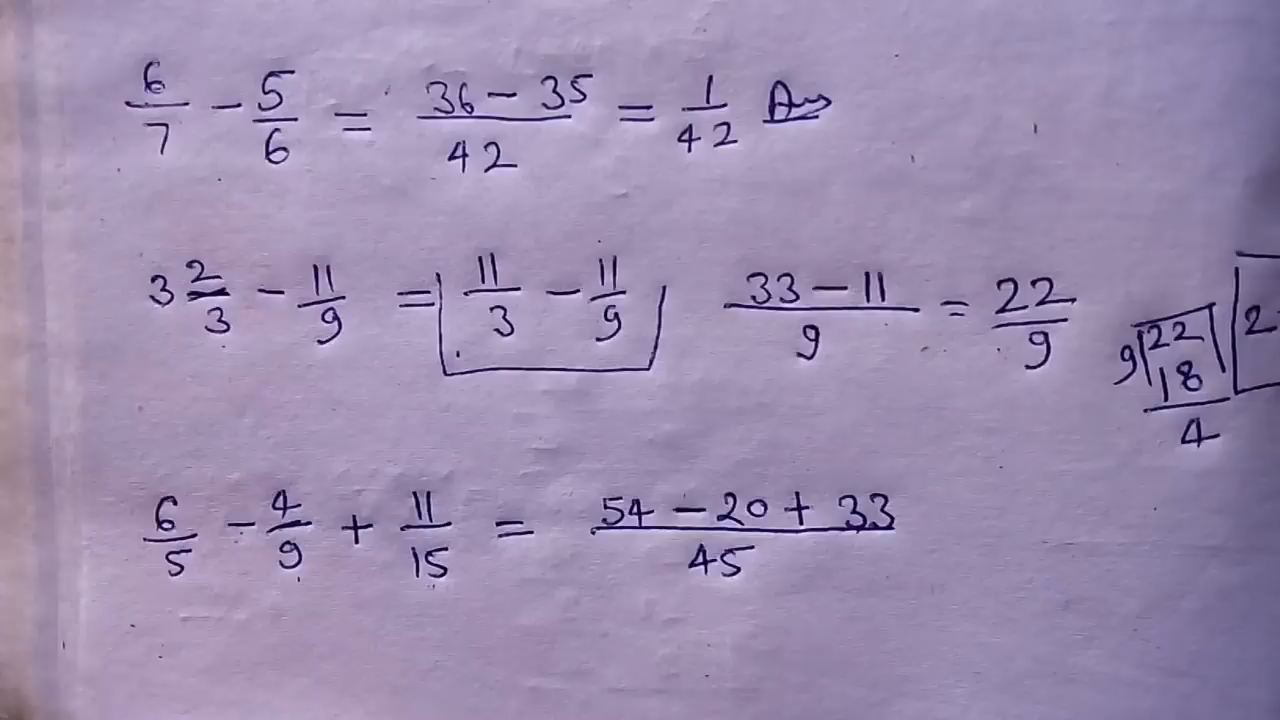 6/7 - 5/6 = 36 - 35/42 = 1/42 Ans
3 2/3 - 11/9 = 11/3 - 11/9 33 - 11/9 = 22/9 9 22 18 4 2
6/5 - 4/9 + 11/15 = 54 - 20 + 33/45